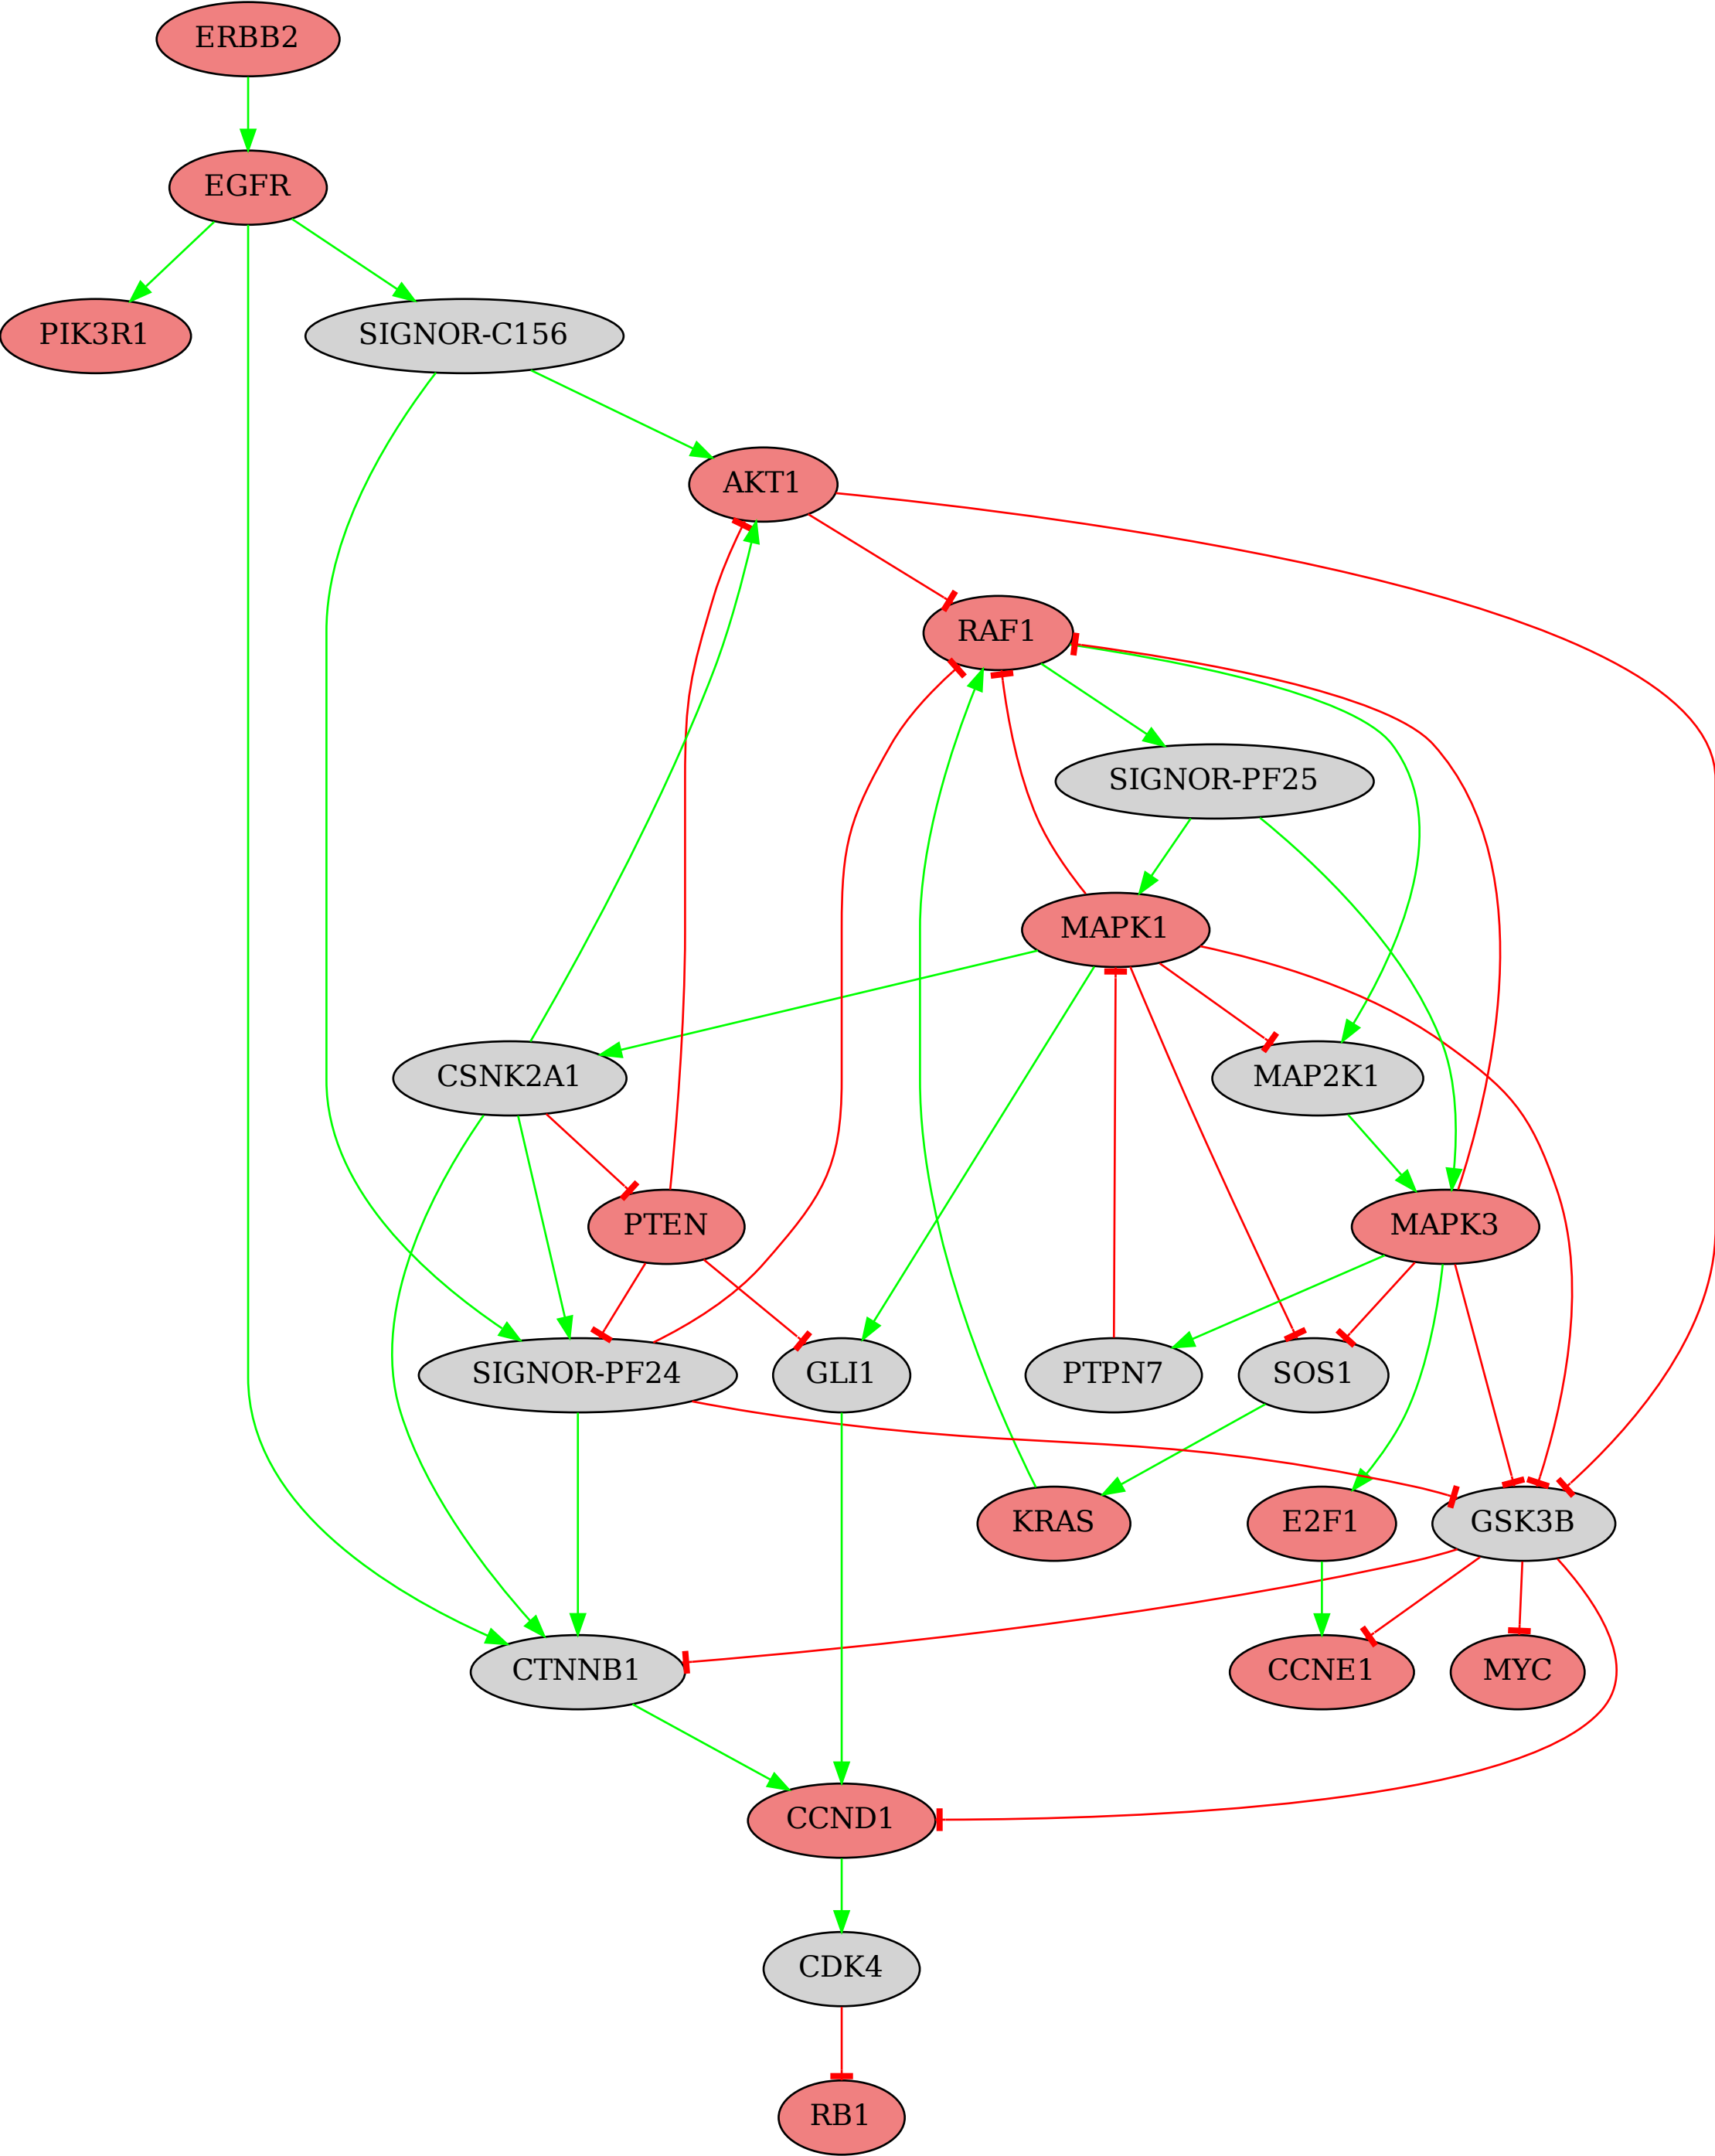 ERBB2
EGFR
PIK3R1
SIGNOR-C156
AKT1
RAF1
SIGNOR-PF25
MAPK1
CSNK2A1
MAP2K1
PTEN
MAPK3
SIGNOR-PF24
GLI1
PTPN7
SOS1
KRAS
E2F1
GSK3B
CTNNB1
CCNE1
MYC
CCND1
CDK4
RB1